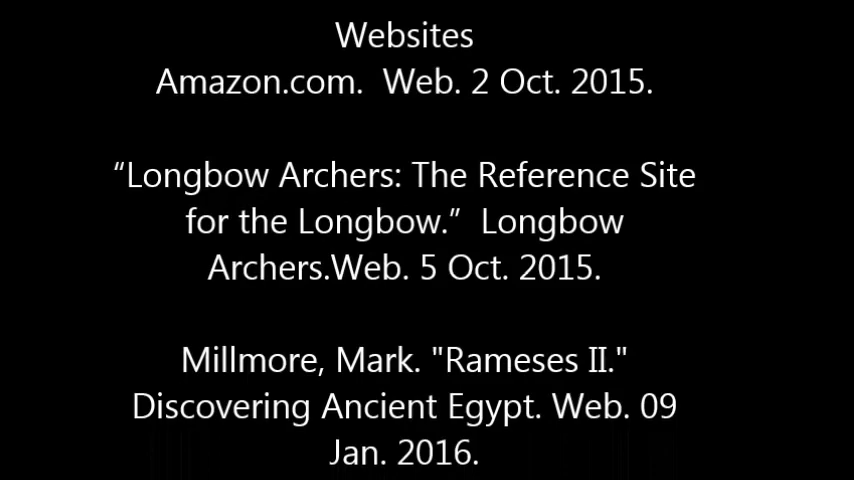 Websites
Amazon.com.  Web. 2 Oct. 2015.
“Longbow Archers: The Reference Site
for the Longbow.”  Longbow
Archers.Web. 5 Oct. 2015.
Millmore, Mark. "Rameses II."
Discovering Ancient Egypt. Web. 09
Jan. 2016.